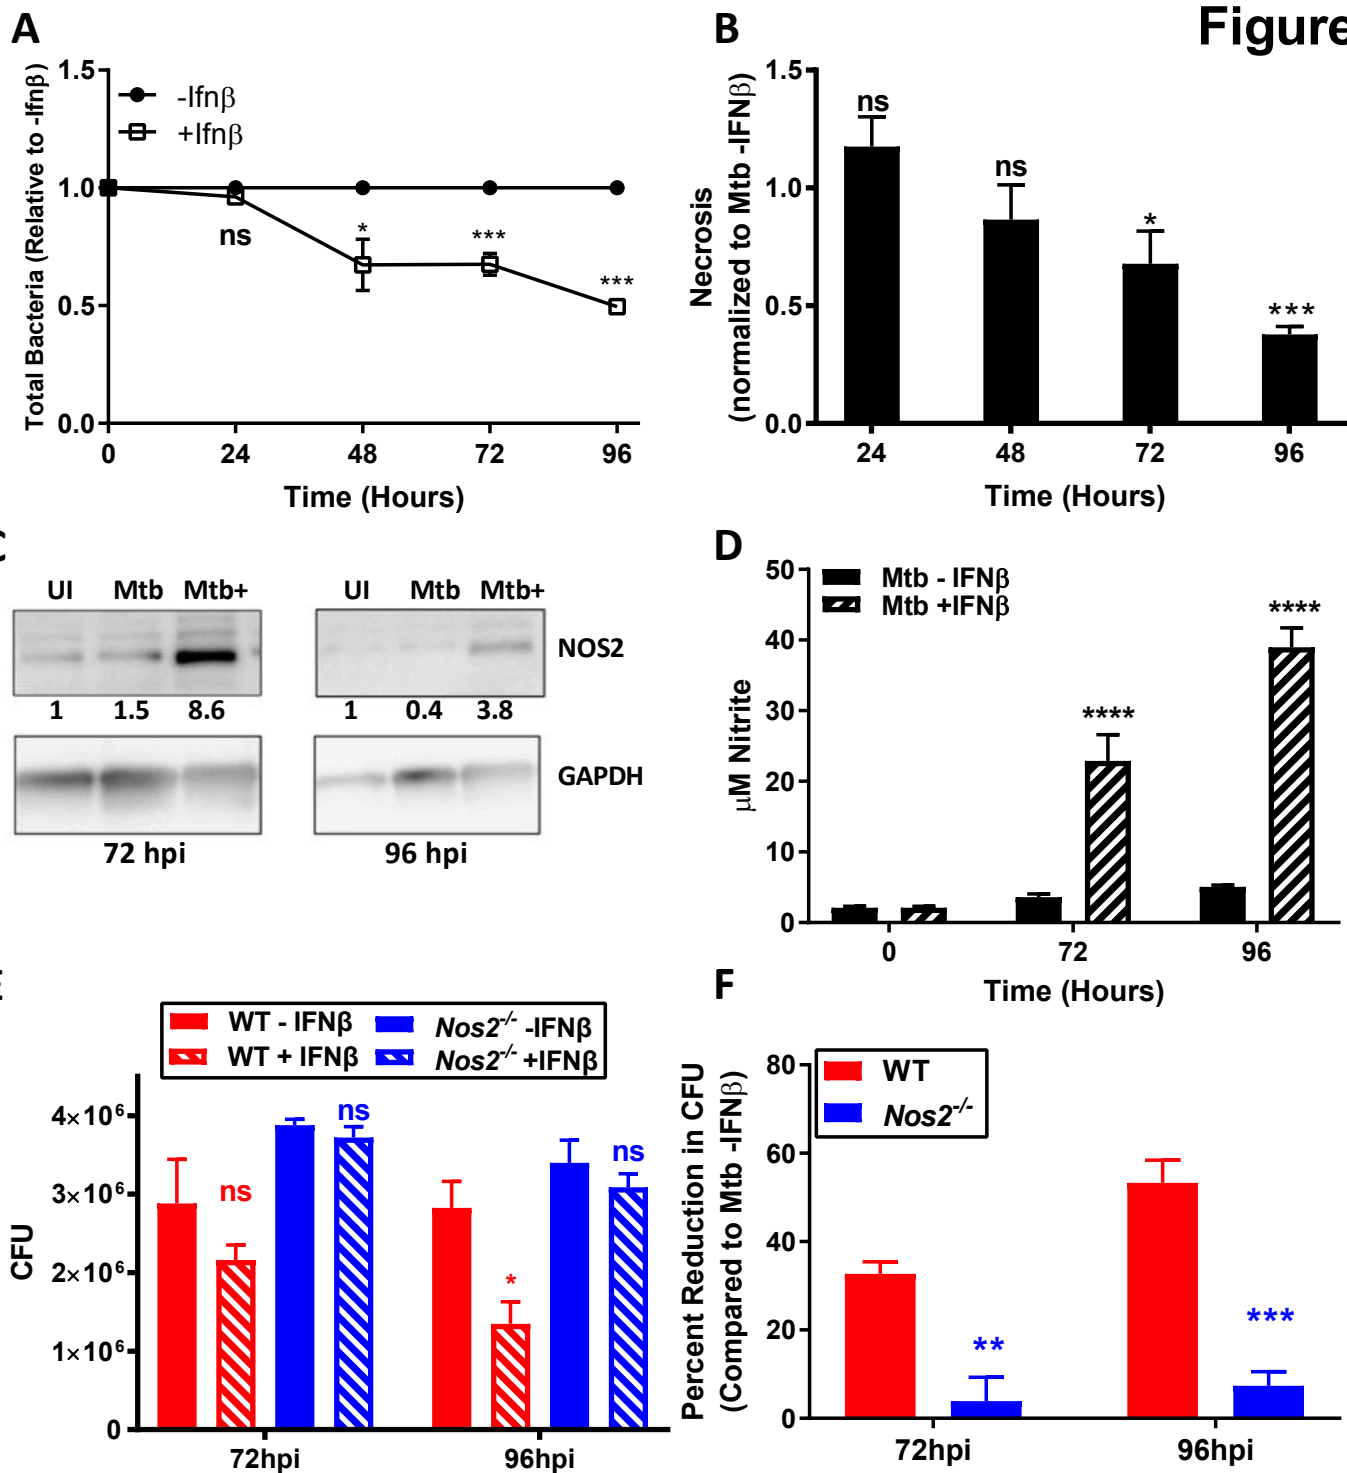 Figure
A
1.5
1.0
0.5
0.0
Total Bacteria (Relative to -Ifnβ)
-Ifnβ
+Ifnβ
ns
*
***
***
0 24 48 72 96
Time (Hours)
B
1.5
1.0
0.5
0.0
Necrosis
(normalized to Mtb -IFNβ)
ns
ns
*
***
24 48 72 96
Time (Hours)
C
UI Mtb Mtb+
UI Mtb Mtb+
NOS2
1 1.5 8.6
1 0.4 3.8
GAPDH
72 hpi
96 hpi
D
50
40
30
20
10
0
µM Nitrite
Mtb - IFNβ
Mtb +IFNβ
****
****
0 72 96
Time (Hours)
E
WT - IFNβ
WT + IFNβ
Nos2-/- -IFNβ
Nos2-/- +IFNβ
4×10⁶
3×10⁶
2×10⁶
1×10⁶
0
CFU
ns
ns
*
ns
72hpi 96hpi
F
80
60
40
20
0
Percent Reduction in CFU
(Compared to Mtb -IFNβ)
WT
Nos2-/-
**
***
72hpi 96hpi